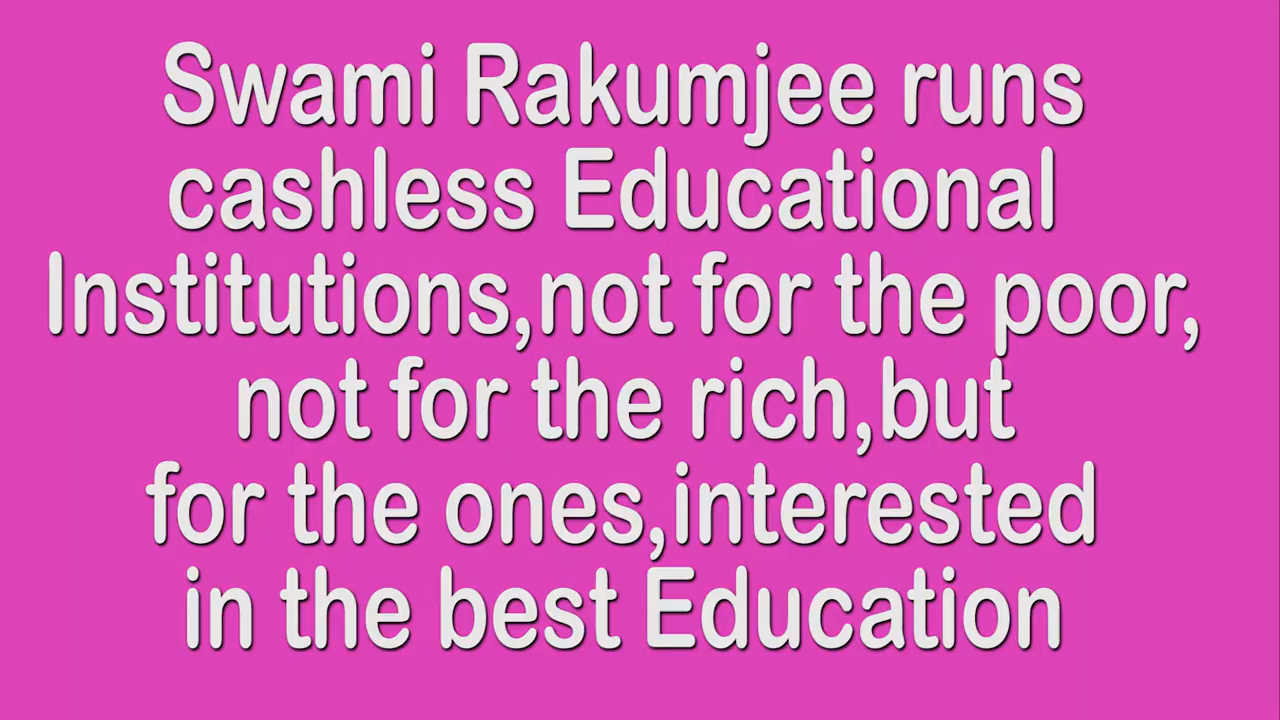 Swami Rakumjee runs
cashless Educational
Institutions,not for the poor,
not for the rich,but
for the ones,interested
in the best Education